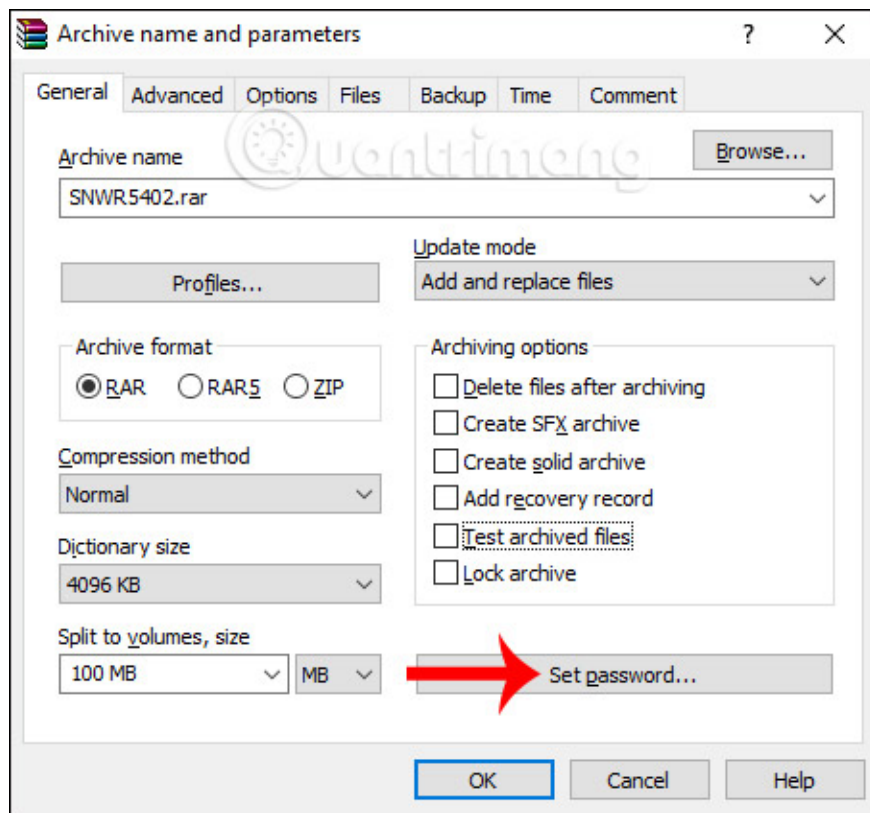 Archive name and parameters
?
General Advanced Options Files Backup Time Comment
Quantrimang
Archive name
Browse...
SNWR5402.rar
Update mode
Profiles...
Add and replace files
Archive format
RAR RAR5 ZIP
Archiving options
Delete files after archiving
Create SFX archive
Create solid archive
Add recovery record
Test archived files
Lock archive
Compression method
Normal
Dictionary size
4096 KB
Split to volumes, size
100 MB MB
Set password...
OK Cancel Help